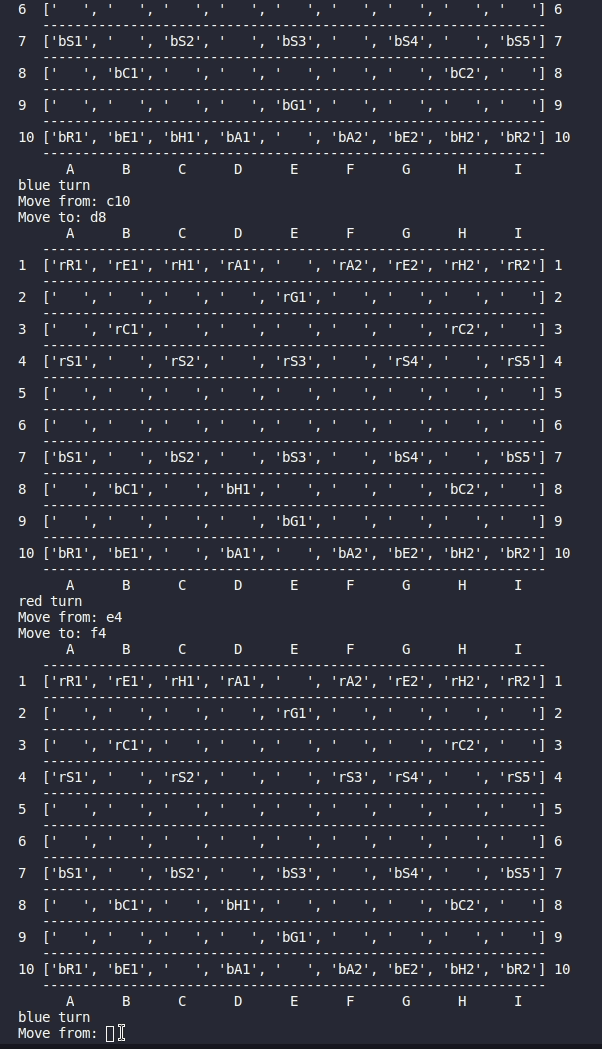 6  ['   ', '   ', '   ', '   ', '   ', '   ', '   ', '   ', '   '] 6
   --------------------------------------------------------------
7  ['bS1', '   ', 'bS2', '   ', 'bS3', '   ', 'bS4', '   ', 'bS5'] 7
   --------------------------------------------------------------
8  ['   ', 'bC1', '   ', '   ', '   ', '   ', '   ', 'bC2', '   '] 8
   --------------------------------------------------------------
9  ['   ', '   ', '   ', '   ', 'bG1', '   ', '   ', '   ', '   '] 9
   --------------------------------------------------------------
10 ['bR1', 'bE1', 'bH1', 'bA1', '   ', 'bA2', 'bE2', 'bH2', 'bR2'] 10
   --------------------------------------------------------------
      A      B      C      D      E      F      G      H      I
blue turn
Move from: c10
Move to: d8
      A      B      C      D      E      F      G      H      I
   --------------------------------------------------------------
1  ['rR1', 'rE1', 'rH1', 'rA1', '   ', 'rA2', 'rE2', 'rH2', 'rR2'] 1
   --------------------------------------------------------------
2  ['   ', '   ', '   ', '   ', 'rG1', '   ', '   ', '   ', '   '] 2
   --------------------------------------------------------------
3  ['   ', 'rC1', '   ', '   ', '   ', '   ', '   ', 'rC2', '   '] 3
   --------------------------------------------------------------
4  ['rS1', '   ', 'rS2', '   ', 'rS3', '   ', 'rS4', '   ', 'rS5'] 4
   --------------------------------------------------------------
5  ['   ', '   ', '   ', '   ', '   ', '   ', '   ', '   ', '   '] 5
   --------------------------------------------------------------
6  ['   ', '   ', '   ', '   ', '   ', '   ', '   ', '   ', '   '] 6
   --------------------------------------------------------------
7  ['bS1', '   ', 'bS2', '   ', 'bS3', '   ', 'bS4', '   ', 'bS5'] 7
   --------------------------------------------------------------
8  ['   ', 'bC1', '   ', 'bH1', '   ', '   ', '   ', 'bC2', '   '] 8
   --------------------------------------------------------------
9  ['   ', '   ', '   ', '   ', 'bG1', '   ', '   ', '   ', '   '] 9
   --------------------------------------------------------------
10 ['bR1', 'bE1', '   ', 'bA1', '   ', 'bA2', 'bE2', 'bH2', 'bR2'] 10
   --------------------------------------------------------------
      A      B      C      D      E      F      G      H      I
red turn
Move from: e4
Move to: f4
      A      B      C      D      E      F      G      H      I
   --------------------------------------------------------------
1  ['rR1', 'rE1', 'rH1', 'rA1', '   ', 'rA2', 'rE2', 'rH2', 'rR2'] 1
   --------------------------------------------------------------
2  ['   ', '   ', '   ', '   ', 'rG1', '   ', '   ', '   ', '   '] 2
   --------------------------------------------------------------
3  ['   ', 'rC1', '   ', '   ', '   ', '   ', '   ', 'rC2', '   '] 3
   --------------------------------------------------------------
4  ['rS1', '   ', 'rS2', '   ', '   ', 'rS3', 'rS4', '   ', 'rS5'] 4
   --------------------------------------------------------------
5  ['   ', '   ', '   ', '   ', '   ', '   ', '   ', '   ', '   '] 5
   --------------------------------------------------------------
6  ['   ', '   ', '   ', '   ', '   ', '   ', '   ', '   ', '   '] 6
   --------------------------------------------------------------
7  ['bS1', '   ', 'bS2', '   ', 'bS3', '   ', 'bS4', '   ', 'bS5'] 7
   --------------------------------------------------------------
8  ['   ', 'bC1', '   ', 'bH1', '   ', '   ', '   ', 'bC2', '   '] 8
   --------------------------------------------------------------
9  ['   ', '   ', '   ', '   ', 'bG1', '   ', '   ', '   ', '   '] 9
   --------------------------------------------------------------
10 ['bR1', 'bE1', '   ', 'bA1', '   ', 'bA2', 'bE2', 'bH2', 'bR2'] 10
   --------------------------------------------------------------
      A      B      C      D      E      F      G      H      I
blue turn
Move from: